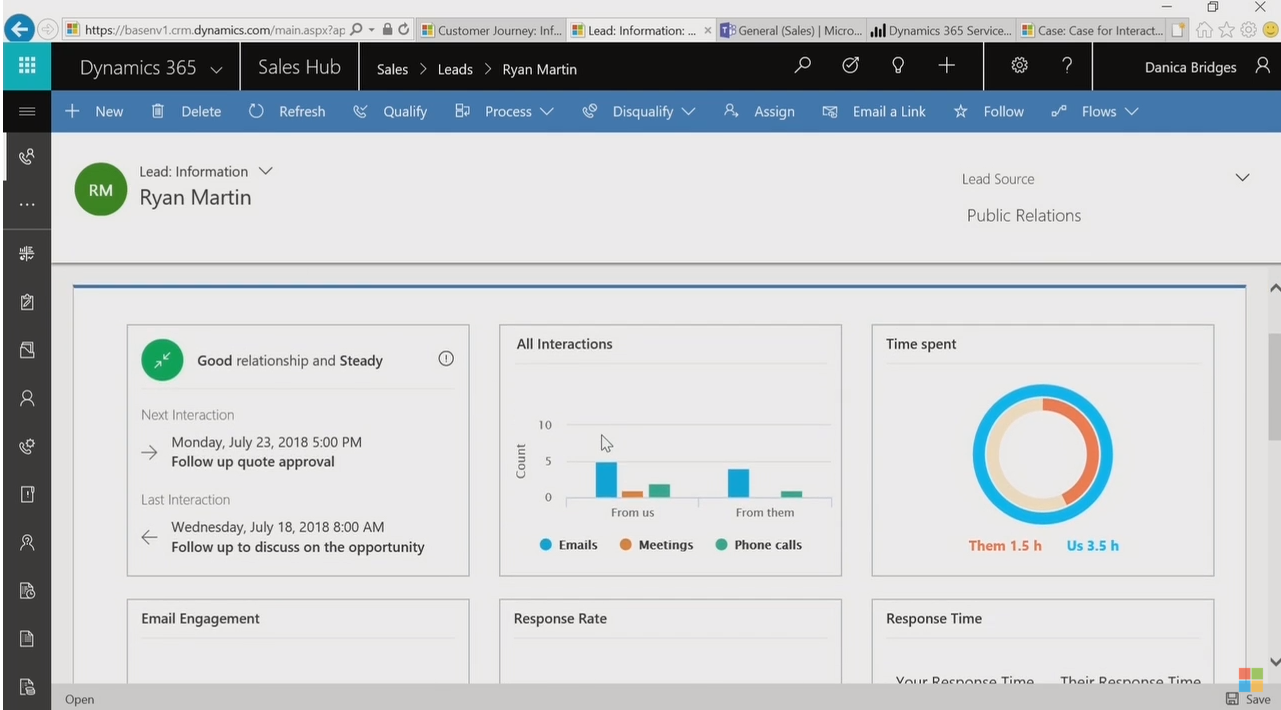 https://basenv1.crm.dynamics.com/main.aspx?ap
Customer Journey: Inf...
Lead: Information: ...
General (Sales) | Micro...
Dynamics 365 Service...
Case: Case for Interact...
Dynamics 365
Sales Hub
Sales > Leads > Ryan Martin
Danica Bridges
New
Delete
Refresh
Qualify
Process
Disqualify
Assign
Email a Link
Follow
Flows
RM
Lead: Information
Ryan Martin
Lead Source
Public Relations
Good relationship and Steady
Next Interaction
Monday, July 23, 2018 5:00 PM
Follow up quote approval
Last Interaction
Wednesday, July 18, 2018 8:00 AM
Follow up to discuss on the opportunity
All Interactions
Count
10
5
0
From us
From them
Emails
Meetings
Phone calls
Time spent
Them 1.5 h
Us 3.5 h
Email Engagement
Response Rate
Response Time
Your Response Time
Their Response Time
Open
Save